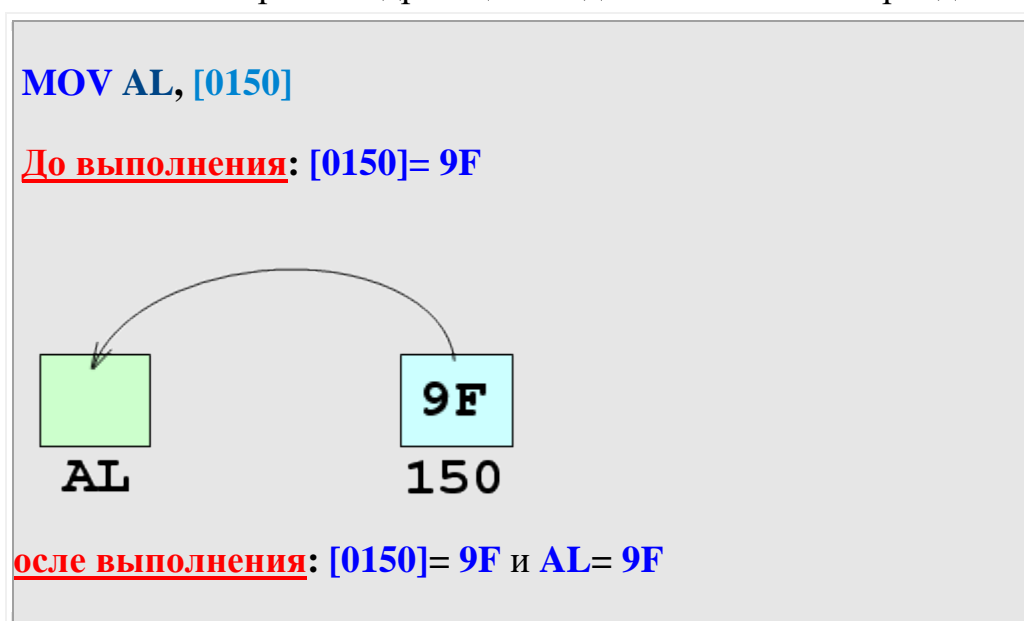 MOV AL, [0150]
До выполнения: [0150]= 9F
9F
AL 150
осле выполнения: [0150]= 9F и AL= 9F